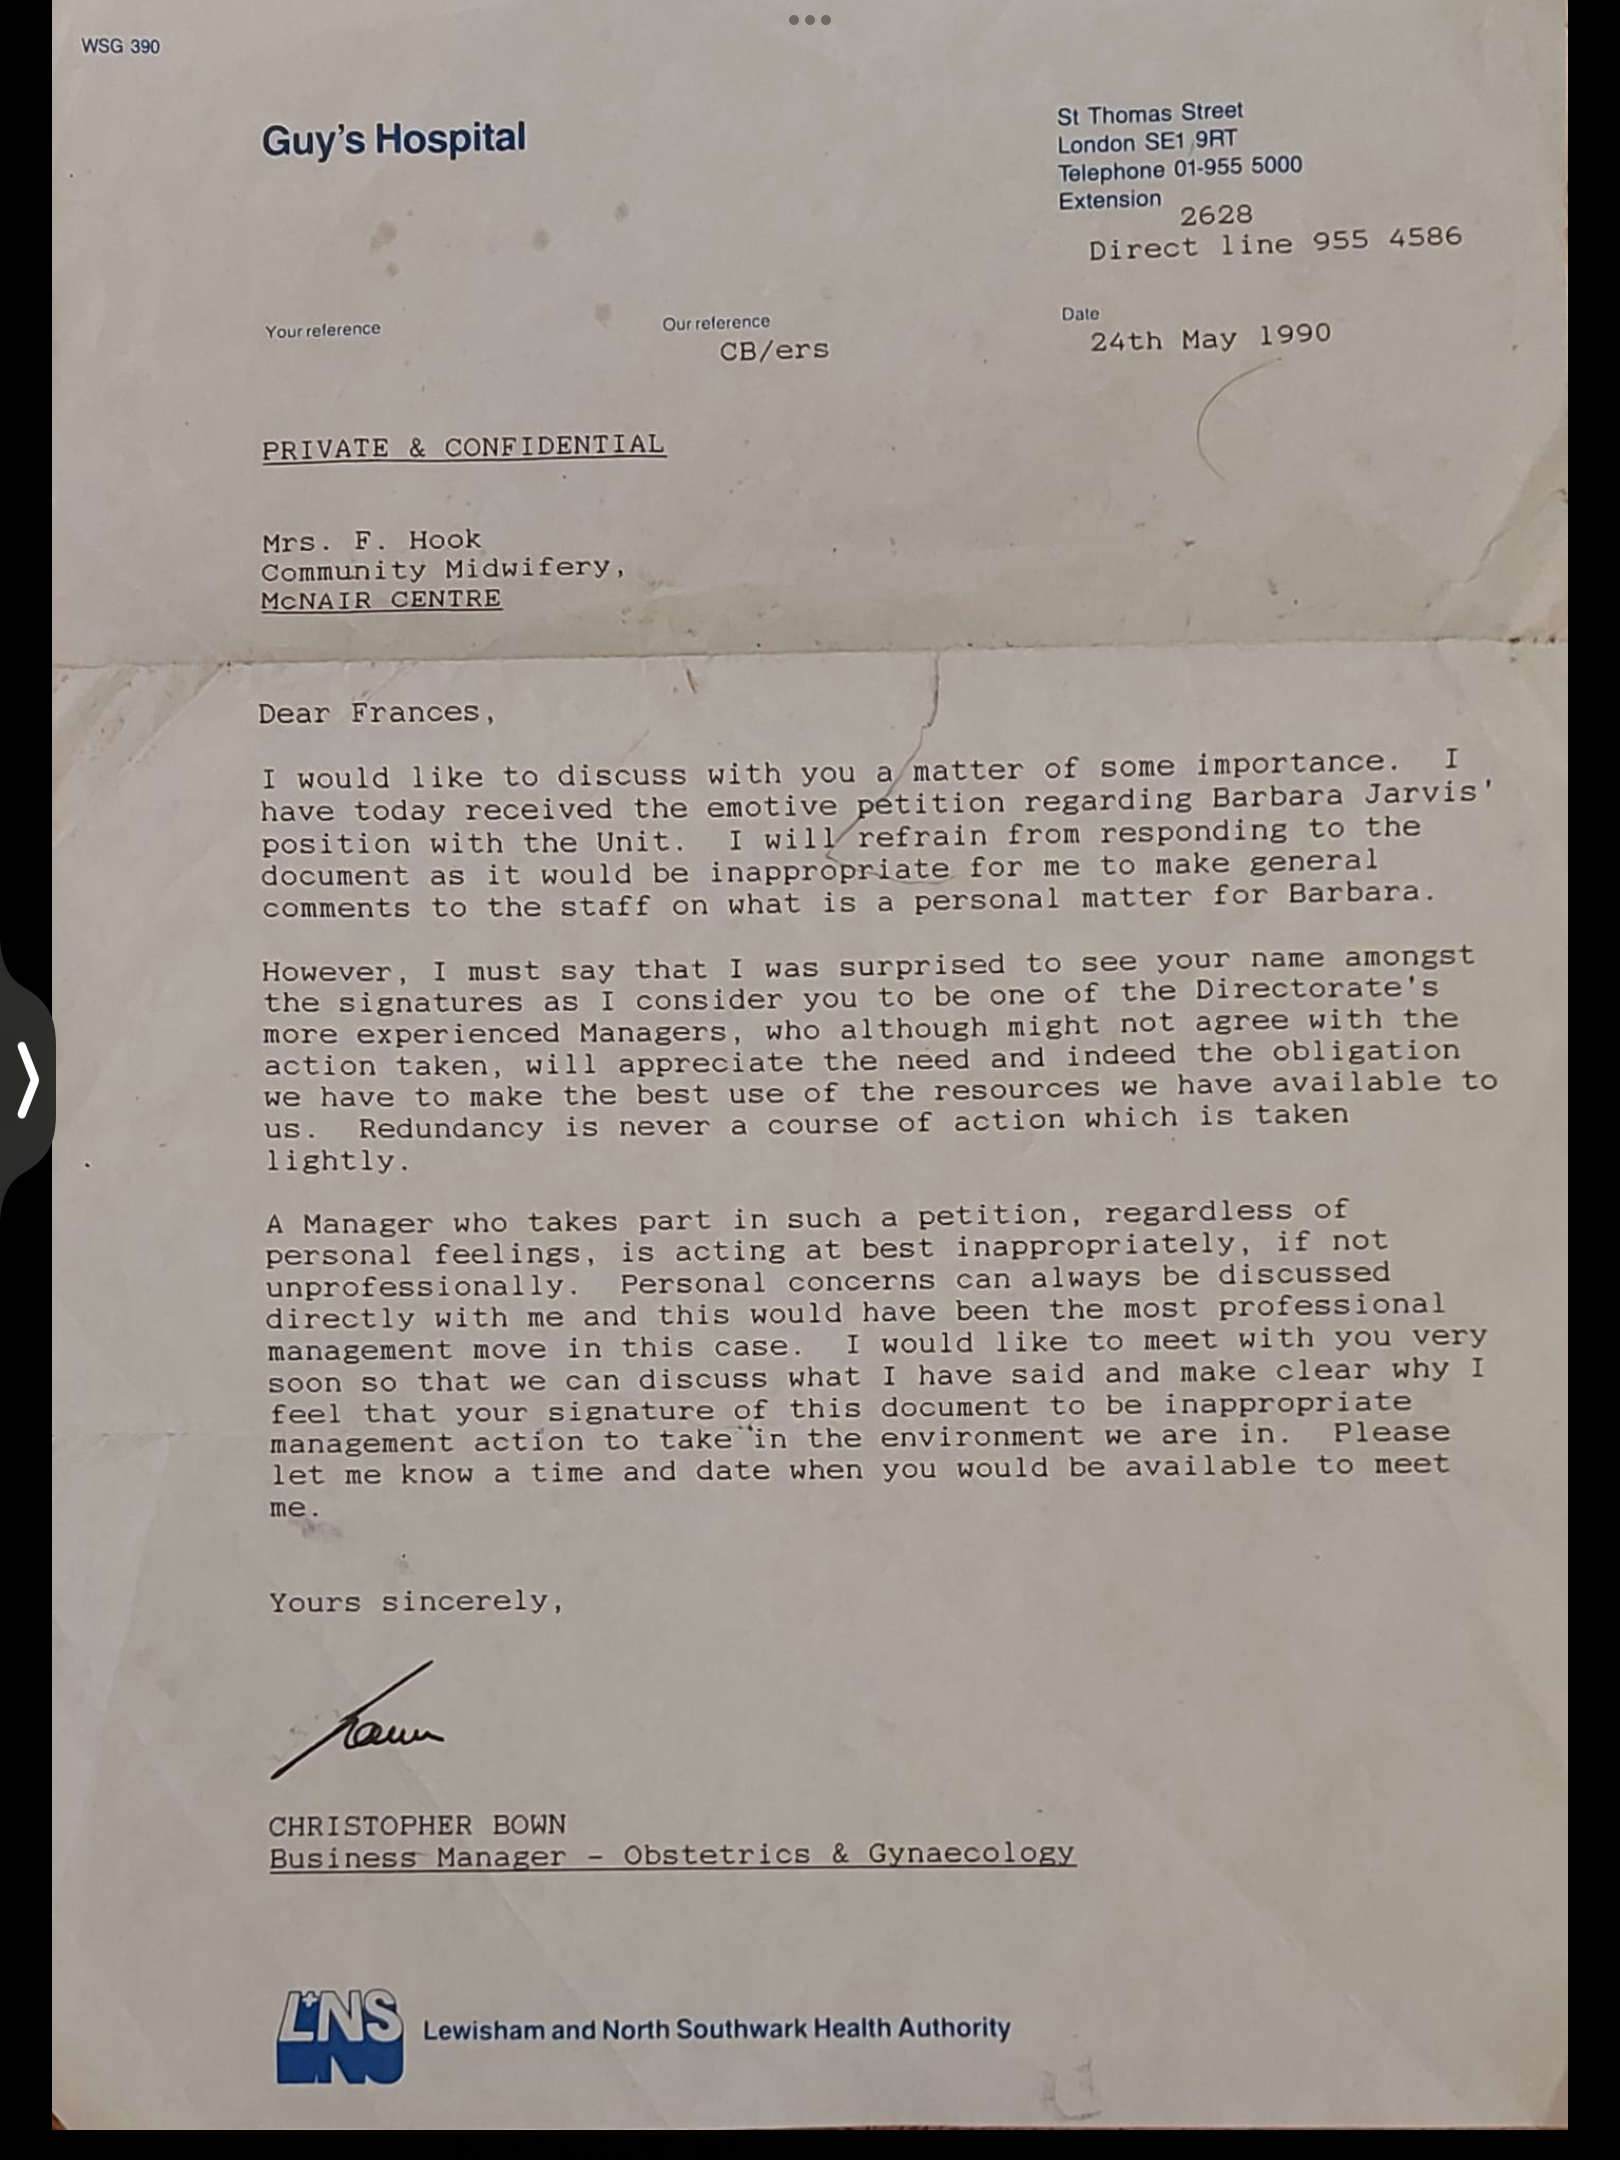 WSG 390
Guy's Hospital
St Thomas Street
London SE1 9RT
Telephone 01-955 5000
Extension
2628
Direct line 955 4586
Your reference
Our reference
CB/ers
Date
24th May 1990
PRIVATE & CONFIDENTIAL
Mrs. F. Hook
Community Midwifery,
McNAIR CENTRE
Dear Frances,
I would like to discuss with you a matter of some importance. I
have today received the emotive petition regarding Barbara Jarvis'
position with the Unit. I will refrain from responding to the
document as it would be inappropriate for me to make general
comments to the staff on what is a personal matter for Barbara.
However, I must say that I was surprised to see your name amongst
the signatures as I consider you to be one of the Directorate's
more experienced Managers, who although might not agree with the
action taken, will appreciate the need and indeed the obligation
we have to make the best use of the resources we have available to
us. Redundancy is never a course of action which is taken
lightly.
A Manager who takes part in such a petition, regardless of
personal feelings, is acting at best inappropriately, if not
unprofessionally. Personal concerns can always be discussed
directly with me and this would have been the most professional
management move in this case. I would like to meet with you very
soon so that we can discuss what I have said and make clear why I
feel that your signature of this document to be inappropriate
management action to take in the environment we are in. Please
let me know a time and date when you would be available to meet
me.
Yours sincerely,
CHRISTOPHER BOWN
Business Manager - Obstetrics & Gynaecology
LNS
Lewisham and North Southwark Health Authority